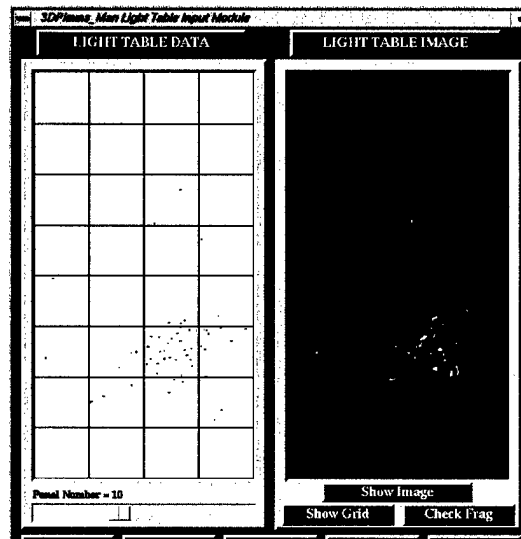 3DPimms_Man Light Table Input Module
LIGHT TABLE DATA
LIGHT TABLE IMAGE
Panel Number = 10
Show Image
Show Grid
Check Frag